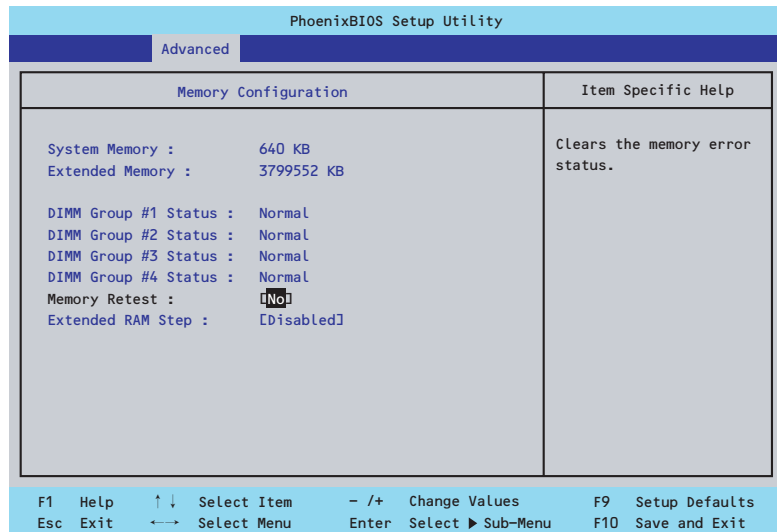 PhoenixBIOS Setup Utility
Advanced
Memory Configuration
Item Specific Help
System Memory : 640 KB
Extended Memory : 3799552 KB
DIMM Group #1 Status : Normal
DIMM Group #2 Status : Normal
DIMM Group #3 Status : Normal
DIMM Group #4 Status : Normal
Memory Retest : [No]
Extended RAM Step : [Disabled]
Clears the memory error
status.
F1 Help ↑↓ Select Item − /+ Change Values F9 Setup Defaults
Esc Exit ←→ Select Menu Enter Select ▶ Sub−Menu F10 Save and Exit